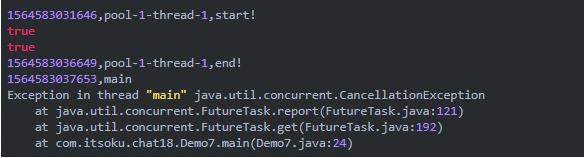 1564583031646,pool-1-thread-1,start!
true
true
1564583036649,pool-1-thread-1,end!
1564583037653,main
Exception in thread "main" java.util.concurrent.CancellationException
    at java.util.concurrent.FutureTask.report(FutureTask.java:121)
    at java.util.concurrent.FutureTask.get(FutureTask.java:192)
    at com.itsoku.chat18.Demo7.main(Demo7.java:24)